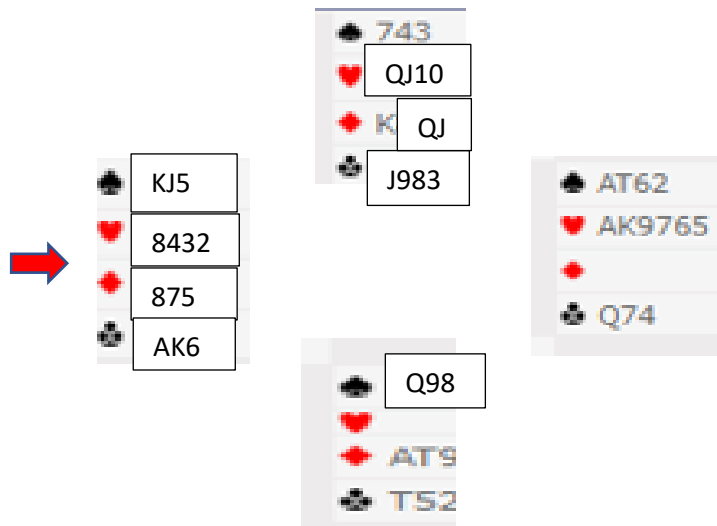 ♠ 743
♥ QJ10
♦ K QJ
♣ J983
♠ KJ5
♥ 8432
♦ 875
♣ AK6
♠ AT62
♥ AK9765
♦
♣ Q74
♠ Q98
♥
♦ AT9
♣ T52